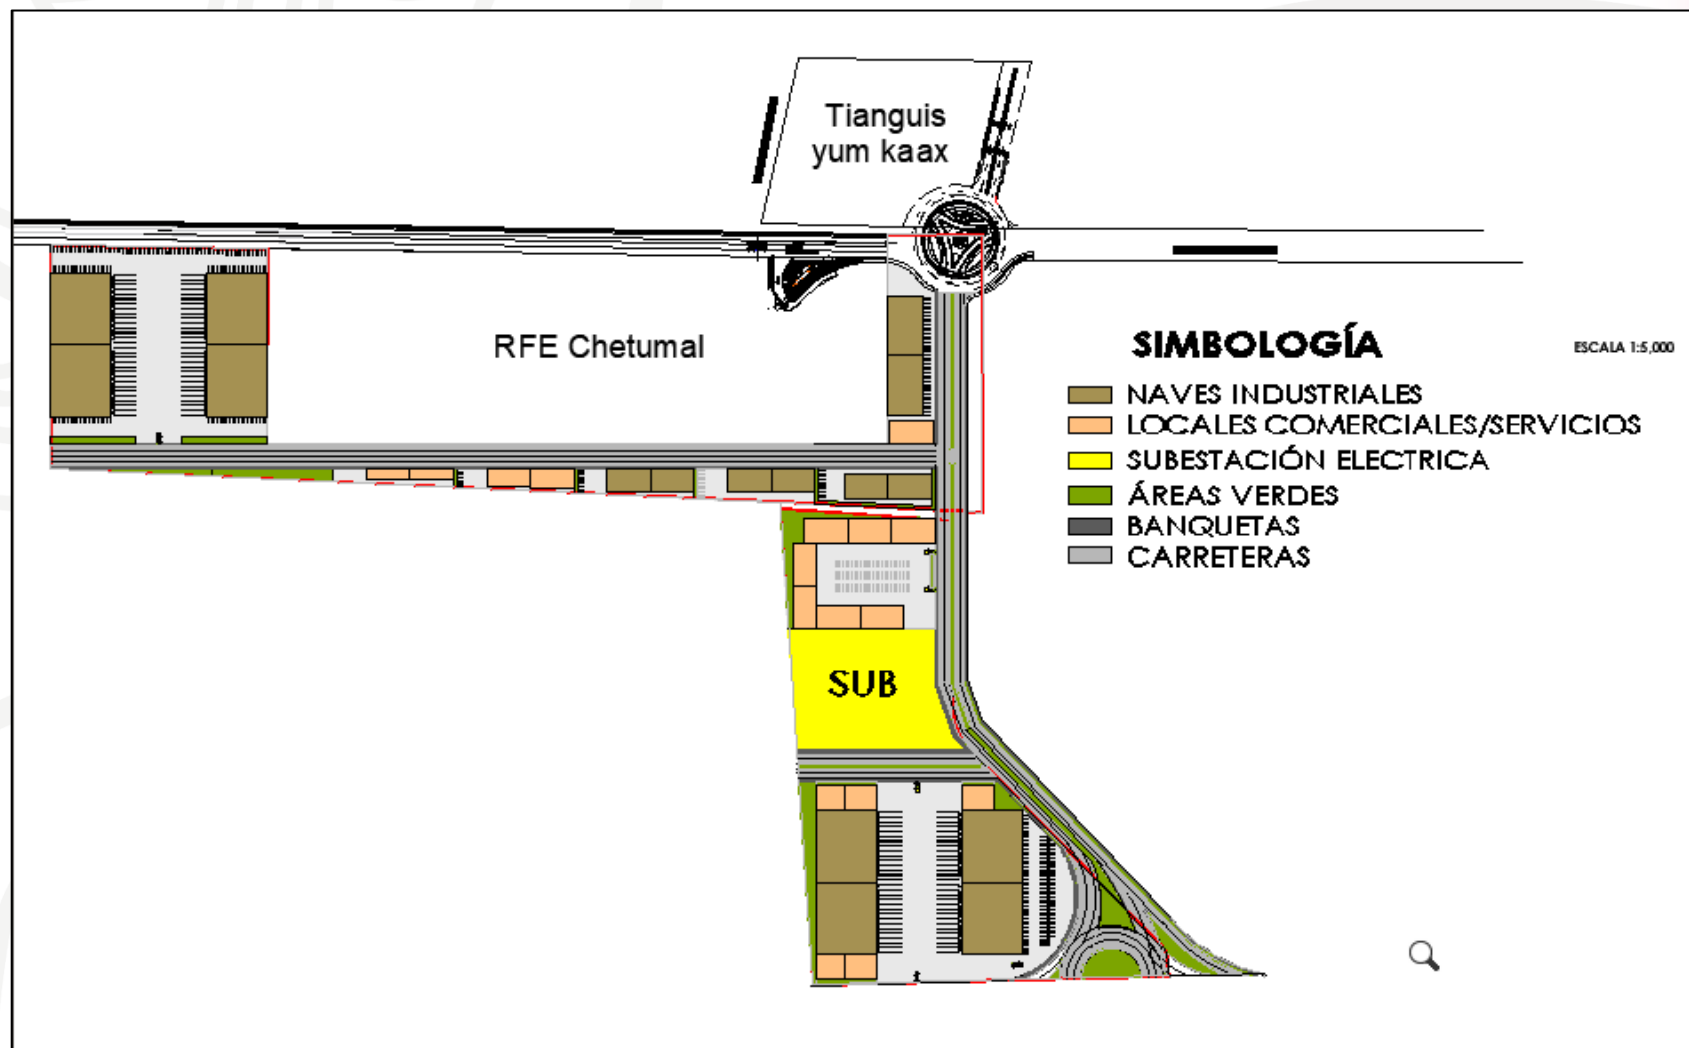 Tianguis
yum kaax
RFE Chetumal
SIMBOLOGÍA
ESCALA 1:5,000
NAVES INDUSTRIALES
LOCALES COMERCIALES/SERVICIOS
SUBESTACIÓN ELECTRICA
ÁREAS VERDES
BANQUETAS
CARRETERAS
SUB